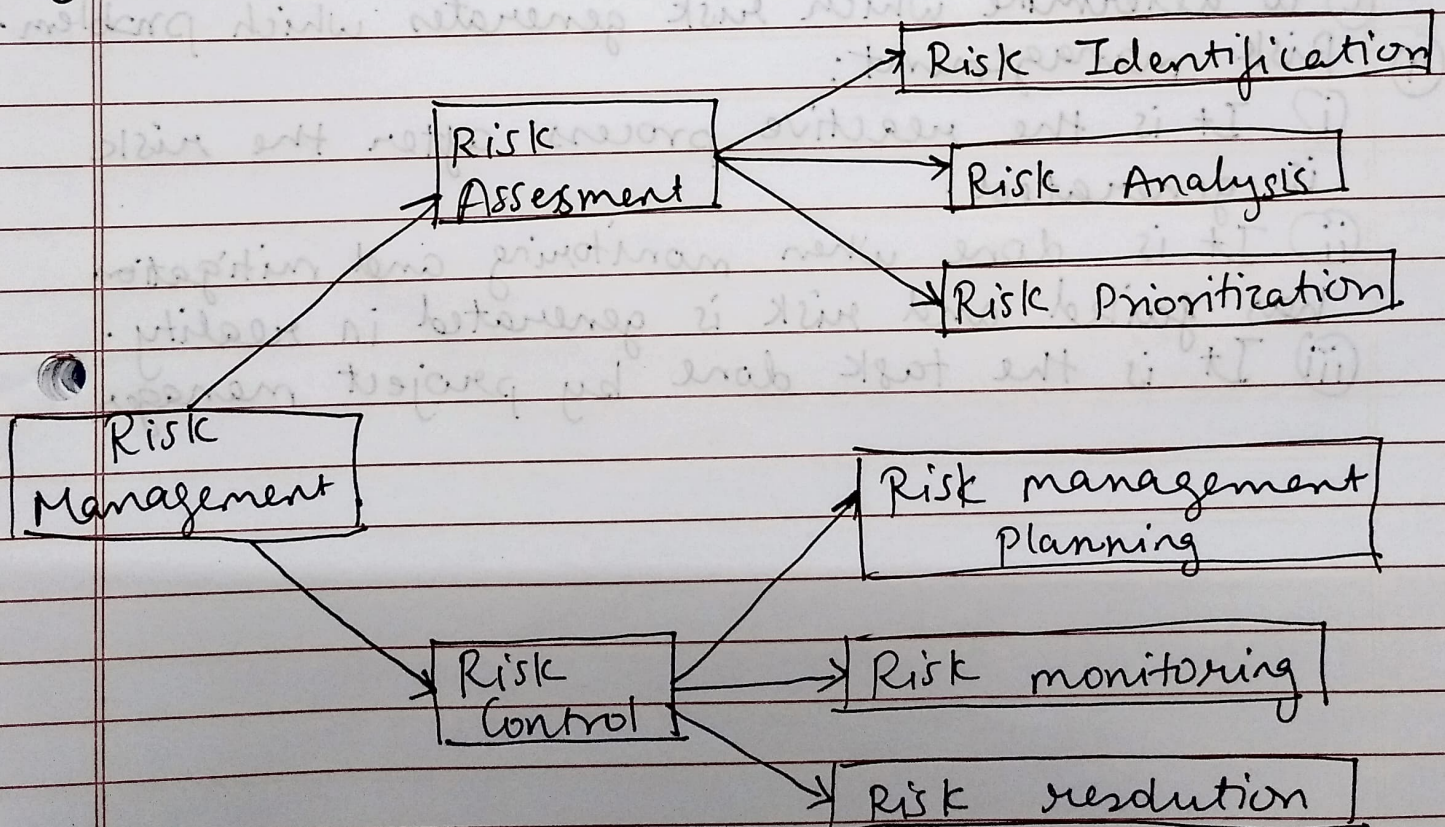 Risk Identification
Risk
Assesment
Risk Analysis
Risk Prioritization
Risk
Management
Risk management
Planning
Risk
Control
Risk monitoring
Risk resolution